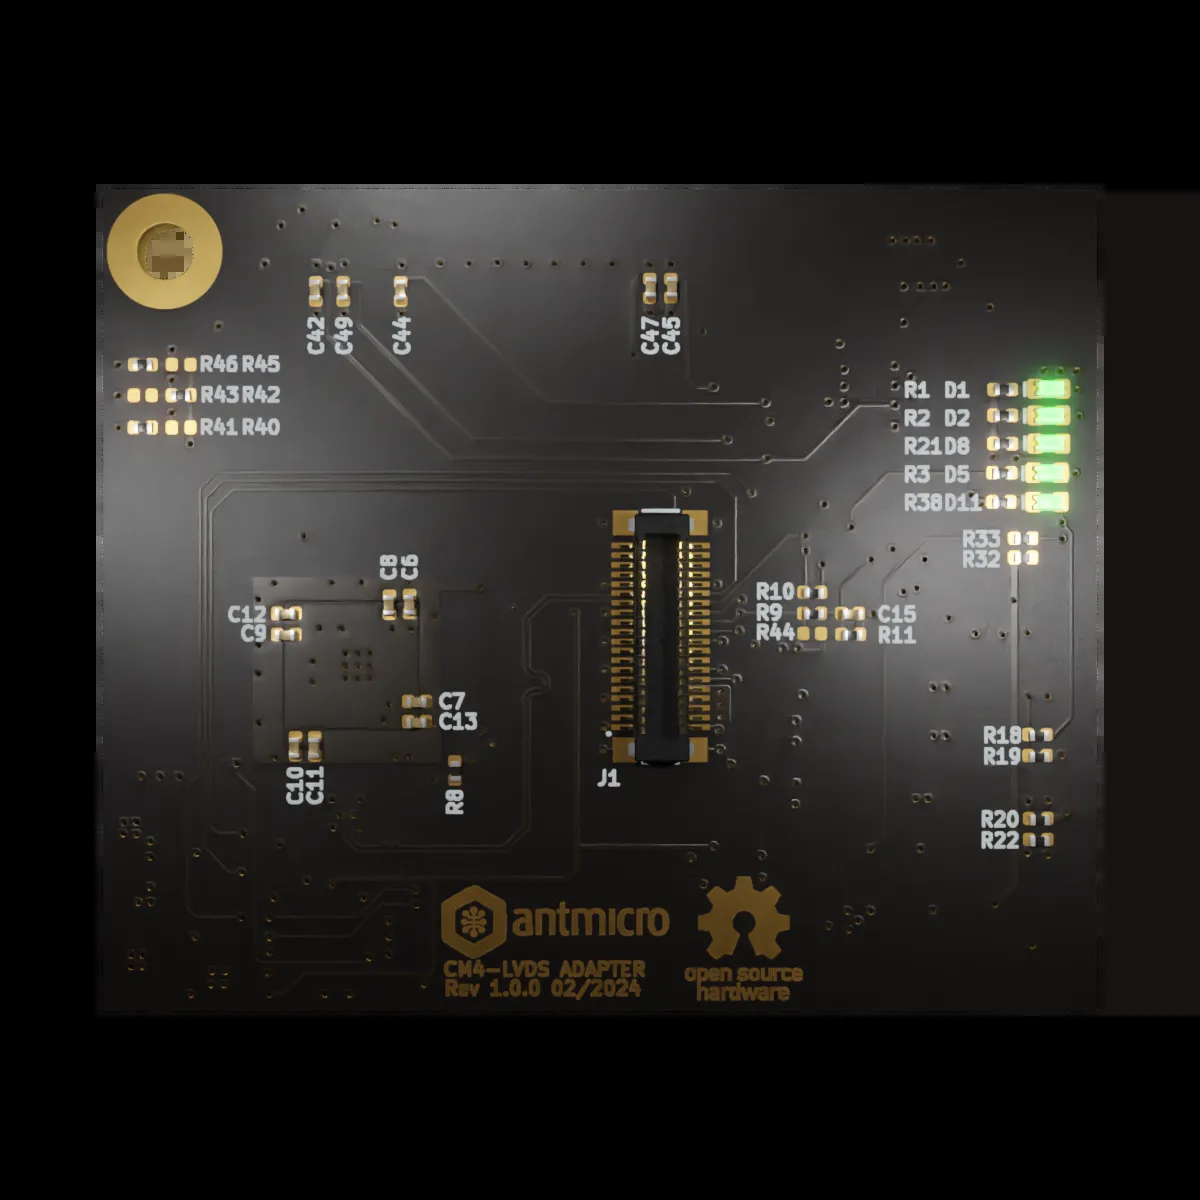 C42
C49
C44
C47
C45
R46 R45
R43 R42
R41 R40
R1 D1
R2 D2
R21 D8
R3 D5
R38 D11
R33
R32
C8
C6
C12
C9
R10
R9
R44
C15
R11
C7
C13
C10
C11
R8
J1
R18
R19
R20
R22
antmicro
CM4-LVDS ADAPTER
Rev 1.0.0 02/2024
open source
hardware